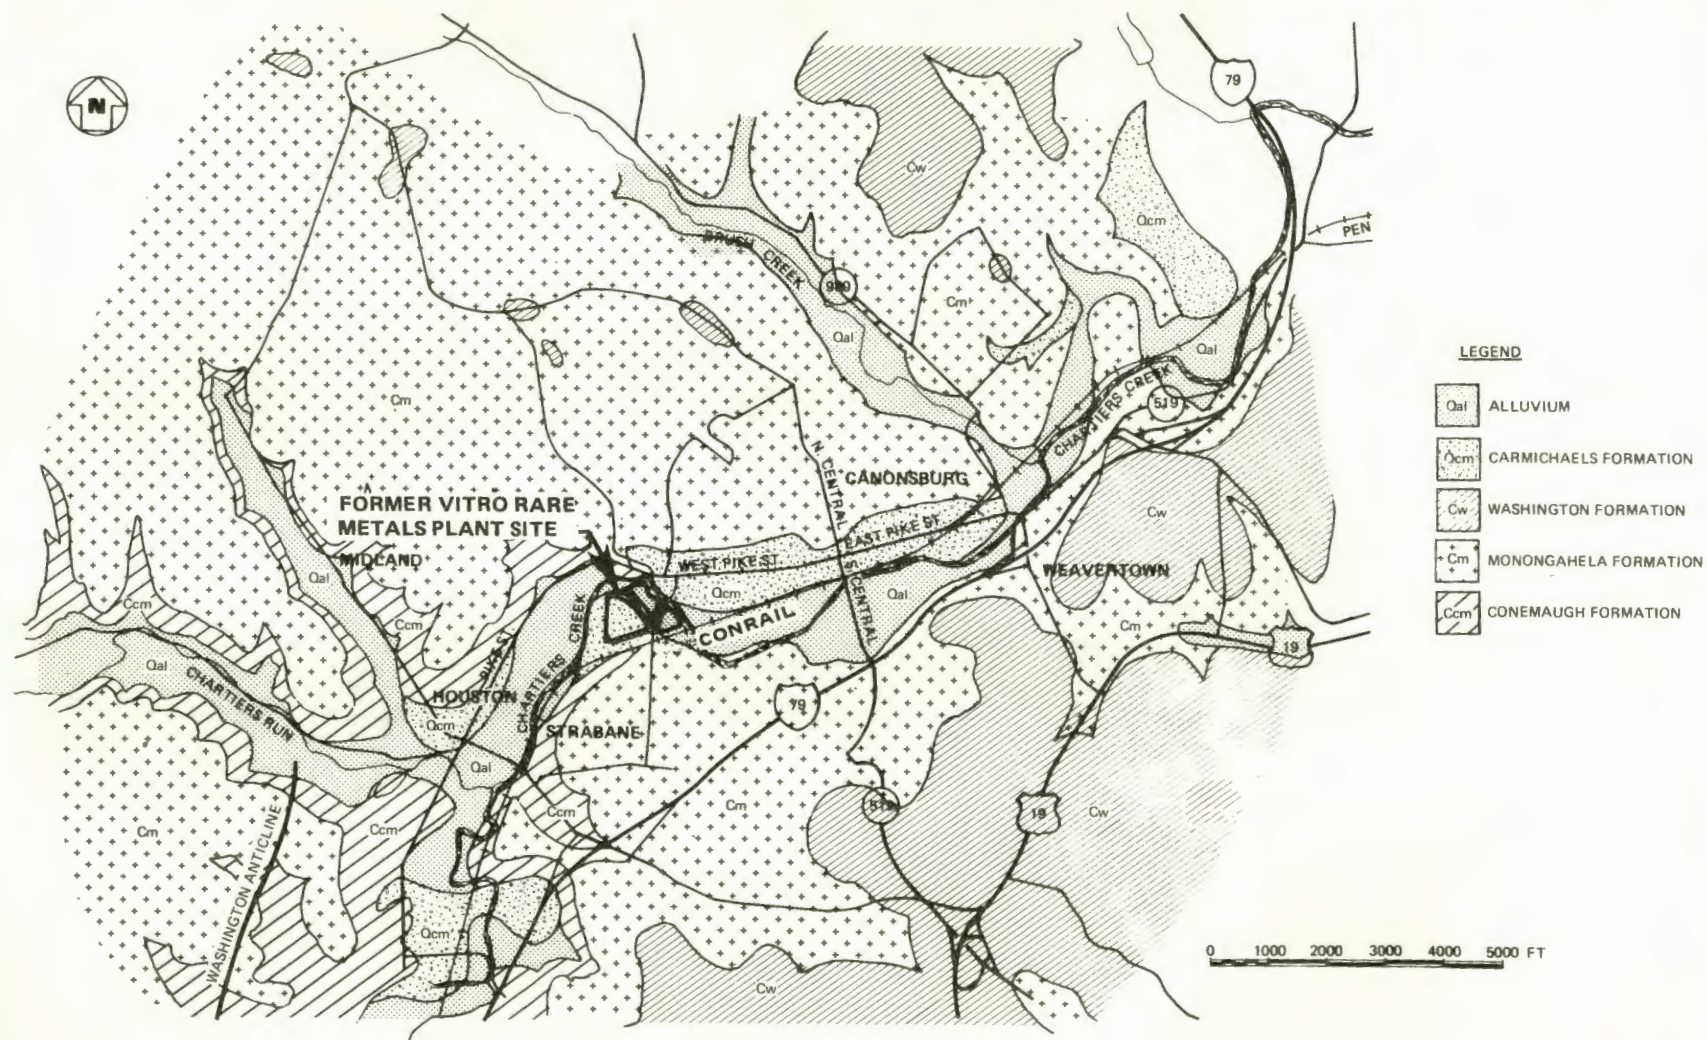 N
79
Cw
Qcm
PEN
BRUSH CREEK
980
Cm
Qal
Qal
CHARTIERS CREEK
519
Cm
LEGEND
Qal ALLUVIUM
Qcm CARMICHAELS FORMATION
Cw WASHINGTON FORMATION
Cm MONONGAHELA FORMATION
Ccm CONEMAUGH FORMATION
N. CENTRAL
CANONSBURG
FORMER VITRO RARE
METALS PLANT SITE
MIDLAND
Cw
EAST PIKE ST.
WEST PIKE ST.
WEAVERTOWN
Qal
Qcm
S. CENTRAL
Qal
Ccm
Ccm
CONRAIL
CREEK
CHARTIERS
Cm
19
Qal
CHARTIERS RUN
PIKE ST.
HOUSTON
79
Qcm
STRABANE
Qal
Cm
WASHINGTON ANTICLINE
Ccm
Ccm
Cm
519
19
Cw
Qcm
Cw
0 1000 2000 3000 4000 5000 FT